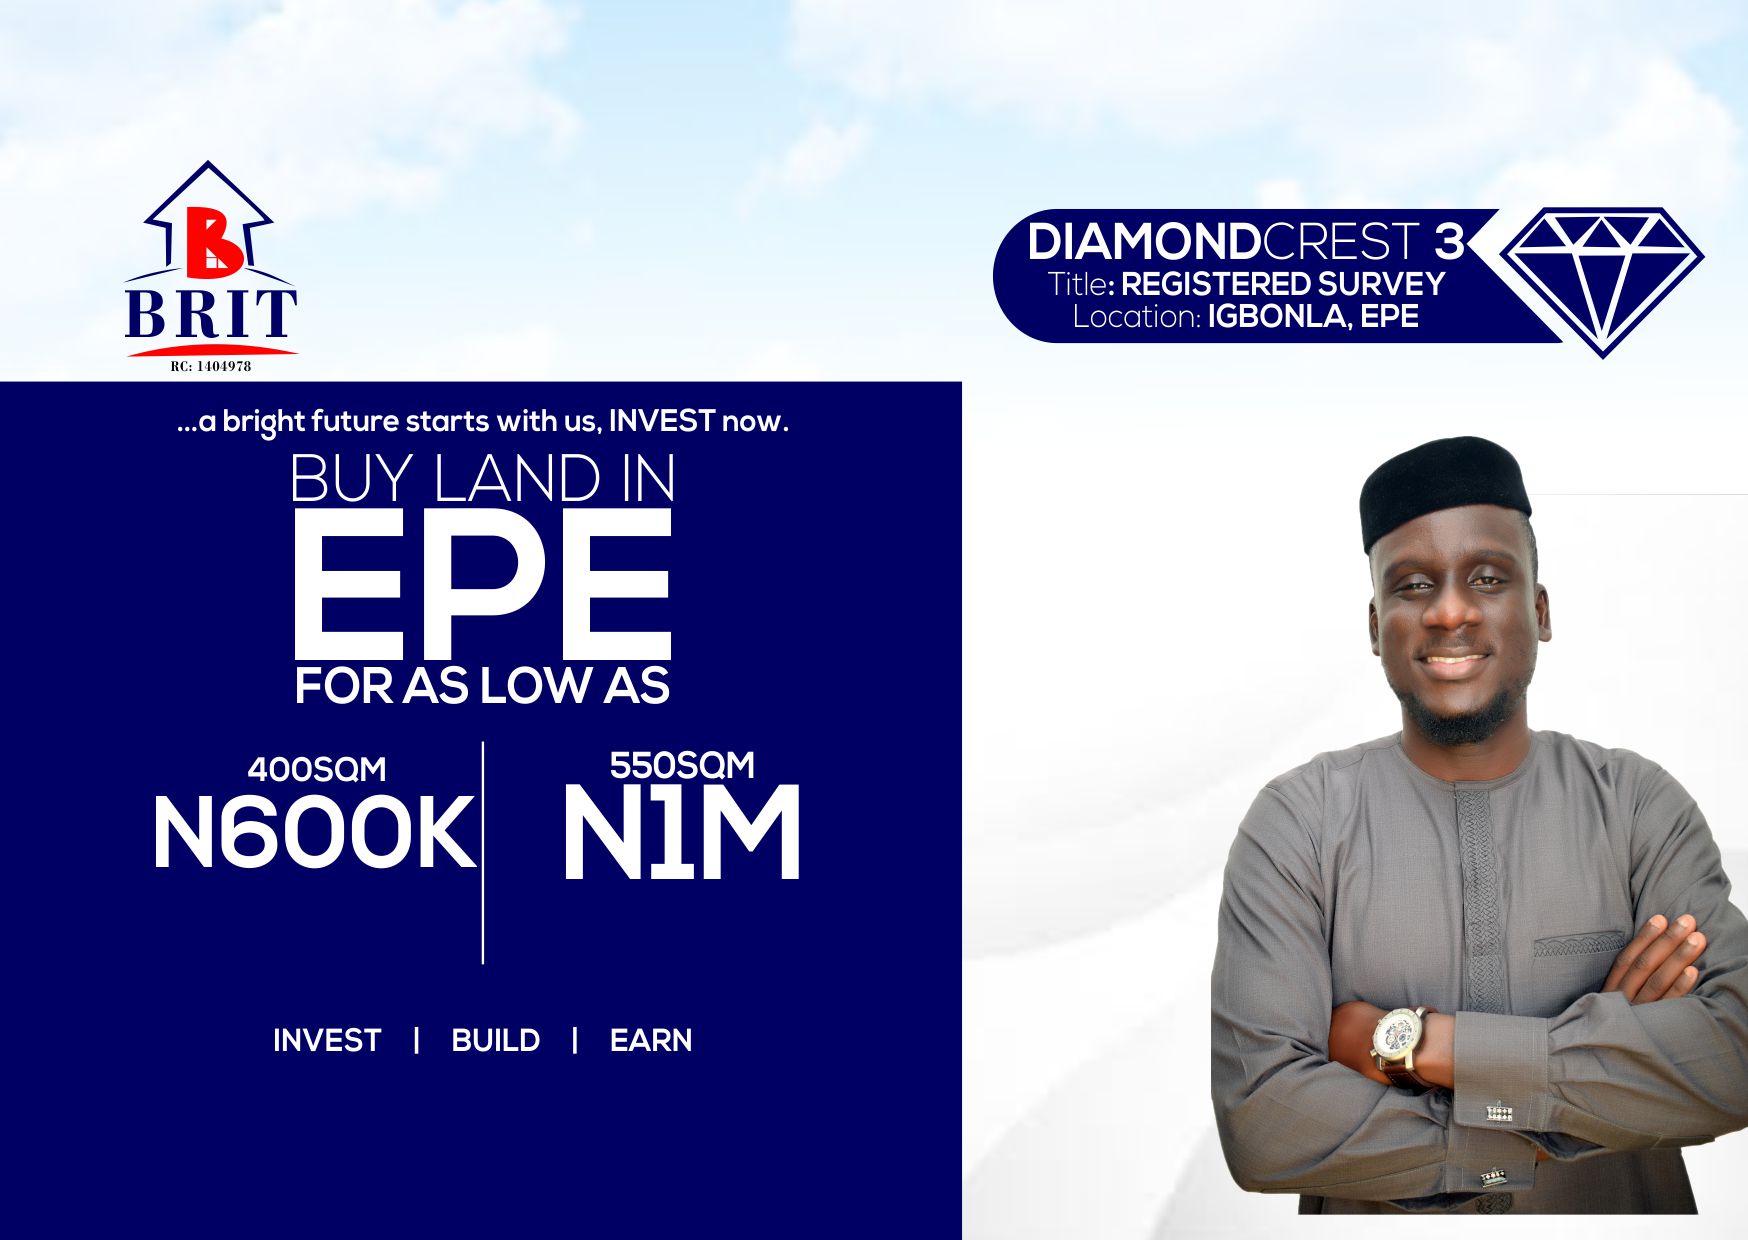 B
BRIT
RC: 1404978
DIAMONDCREST 3
Title: REGISTERED SURVEY
Location: IGBONLA, EPE
...a bright future starts with us, INVEST now.
BUY LAND IN
EPE
FOR AS LOW AS
400SQM
N600K
550SQM
N1M
INVEST | BUILD | EARN